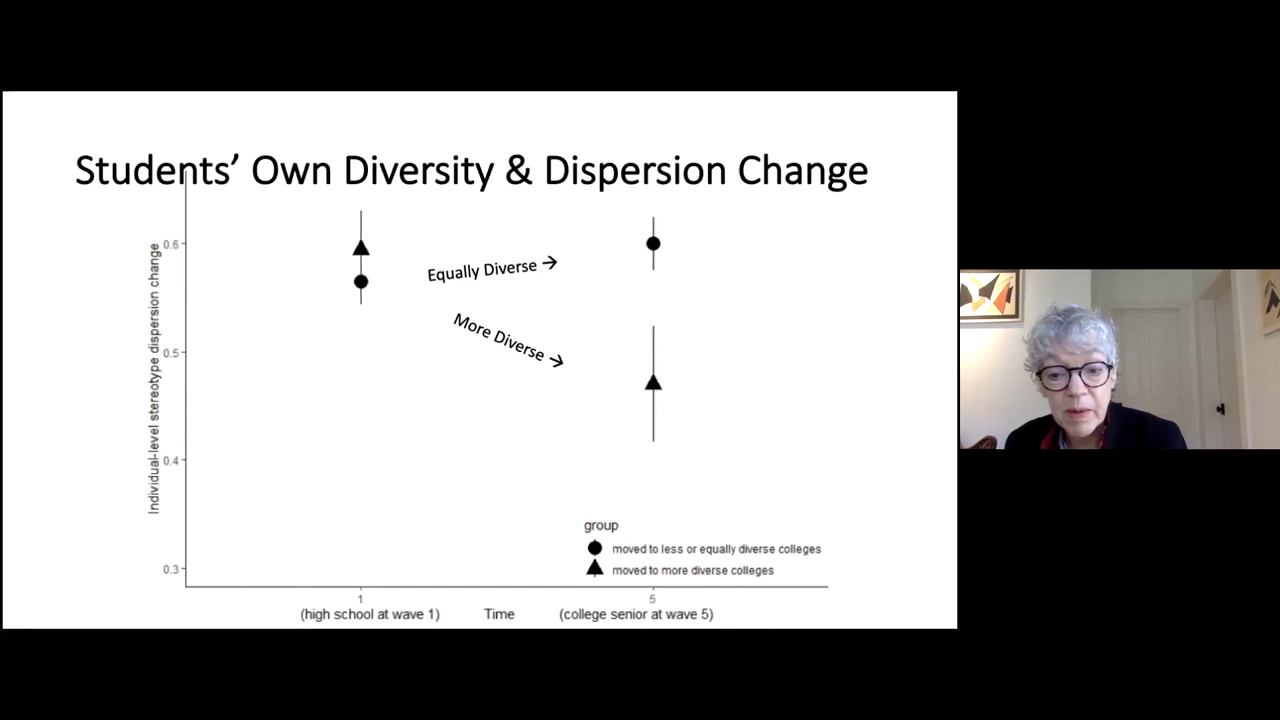 Students’ Own Diversity & Dispersion Change
Individual-level stereotype dispersion change
0.6
0.5
0.4
0.3
Equally Diverse →
More Diverse →
group
moved to less or equally diverse colleges
moved to more diverse colleges
1
5
(high school at wave 1)
Time
(college senior at wave 5)